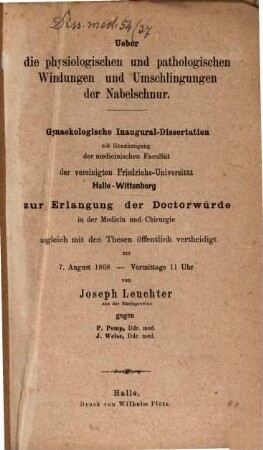 Diss. med. 54/37
Ueber
die physiologischen und pathologischen
Windungen und Umschlingungen
der Nabelschnur.
Gynaekologische Inaugural-Dissertation
mit Genehmigung
der medicinischen Facultät
der vereinigten Friedrichs-Universität
Halle-Wittenberg
zur Erlangung der Doctorwürde
in der Medicin und Chirurgie
zugleich mit den Thesen öffentlich vertheidigt
am
7. August 1868 — Vormittags 11 Uhr
von
Joseph Leuchter
aus der Rheinprovinz
gegen
P. Pomp, Ddr. med.
J. Weise, Ddr. med.
Halle,
Druck von Wilhelm Plötz.